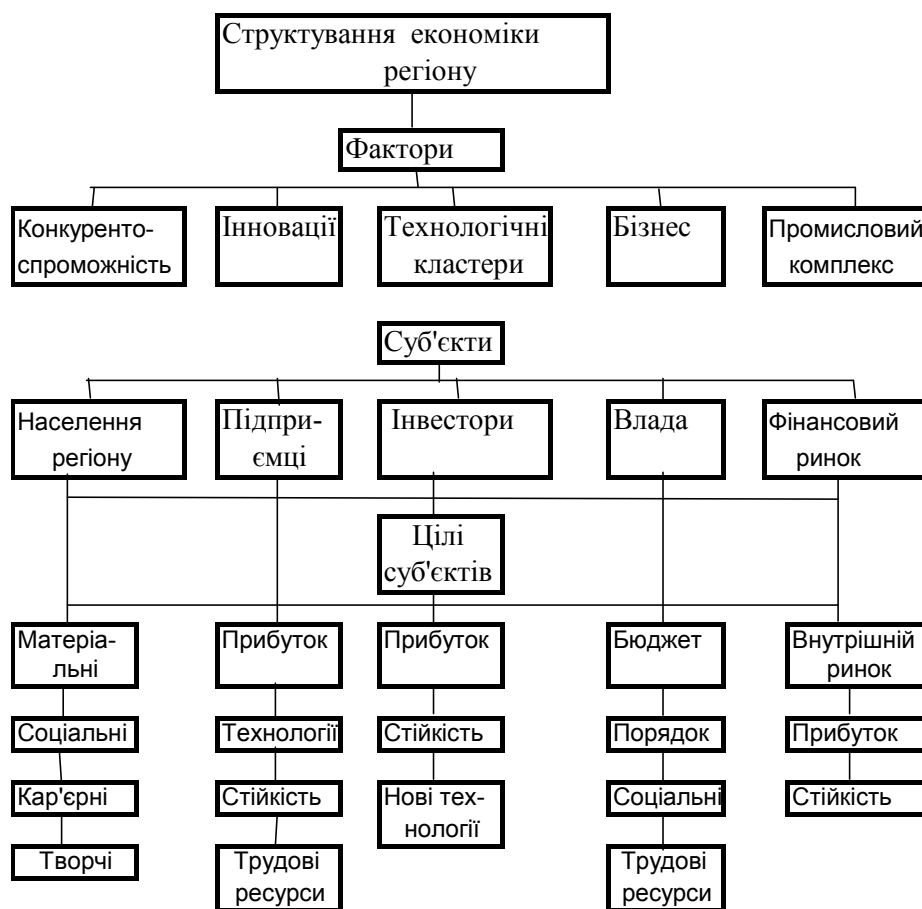 Структування економіки
регіону
Фактори
Конкуренто-
спроможність
Інновації
Технологічні
кластери
Бізнес
Промисловий
комплекс
Суб'єкти
Населення
регіону
Підпри-
ємці
Інвестори
Влада
Фінансовий
ринок
Цілі
суб'єктів
Матеріа-
льні
Прибуток
Прибуток
Бюджет
Внутрішній
ринок
Соціальні
Технології
Стійкість
Порядок
Прибуток
Кар'єрні
Стійкість
Нові тех-
нології
Соціальні
Стійкість
Творчі
Трудові
ресурси
Трудові
ресурси